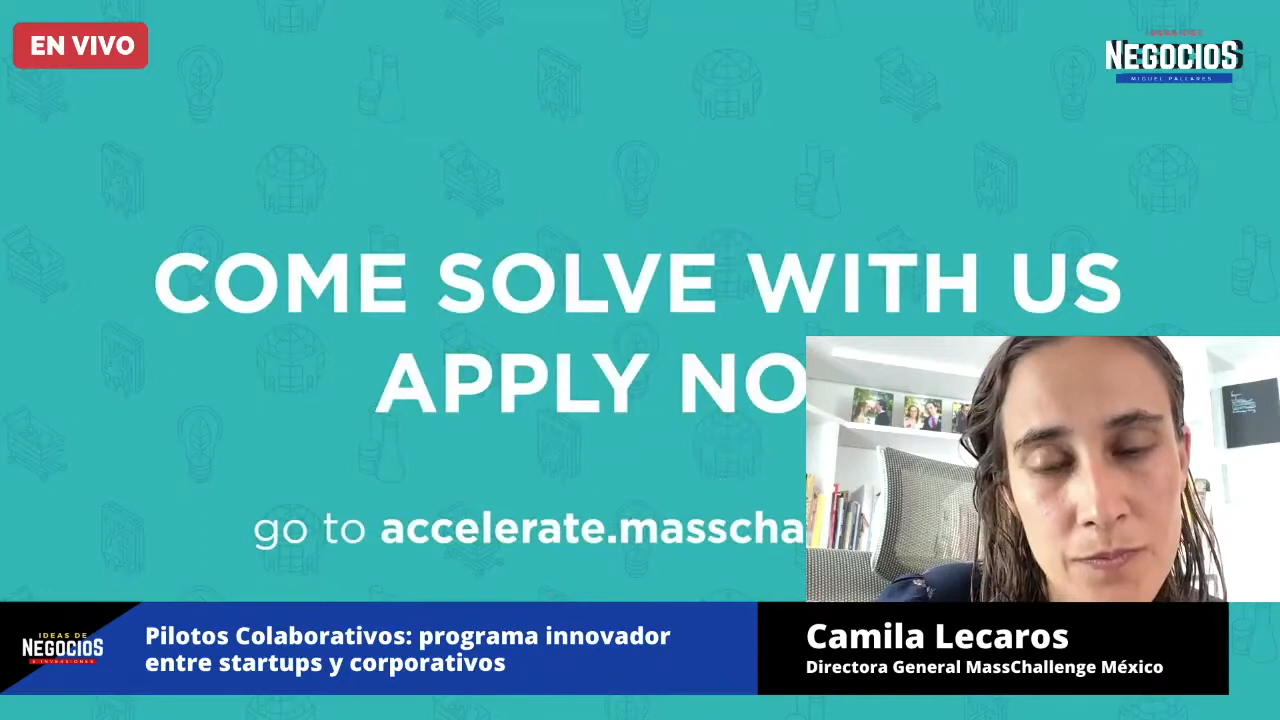 EN VIVO
NEGOCIOS
MIGUEL PALLARES
COME SOLVE WITH US
APPLY NO
go to accelerate.masscha
IDEAS DE
NEGOCIOS
E INVERSIONES
Pilotos Colaborativos: programa innovador
entre startups y corporativos
Camila Lecaros
Directora General MassChallenge México